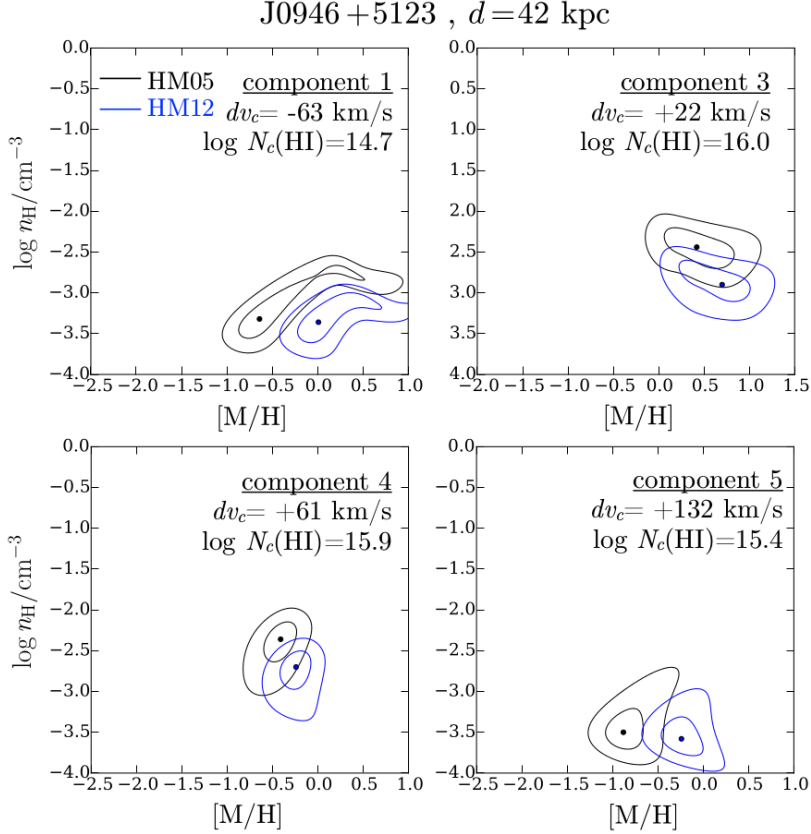 J0946+5123 , d=42 kpc
HM05
HM12
component 1
dv_c= -63 km/s
log N_c(HI)=14.7
0.0
−0.5
−1.0
−1.5
−2.0
−2.5
−3.0
−3.5
−4.0
log n_H/cm⁻³
−2.5 −2.0 −1.5 −1.0 −0.5 0.0 0.5 1.0
[M/H]
component 3
dv_c= +22 km/s
log N_c(HI)=16.0
0.0
0.5
1.0
1.5
2.0
2.5
3.0
3.5
4.0
−2.0 −1.5 −1.0 −0.5 0.0 0.5 1.0 1.5
[M/H]
component 4
dv_c= +61 km/s
log N_c(HI)=15.9
0.0
−0.5
−1.0
−1.5
−2.0
−2.5
−3.0
−3.5
−4.0
log n_H/cm⁻³
−2.5 −2.0 −1.5 −1.0 −0.5 0.0 0.5 1.0
[M/H]
component 5
dv_c= +132 km/s
log N_c(HI)=15.4
0.0
0.5
1.0
1.5
2.0
2.5
3.0
3.5
4.0
−2.5 −2.0 −1.5 −1.0 −0.5 0.0 0.5 1.0
[M/H]